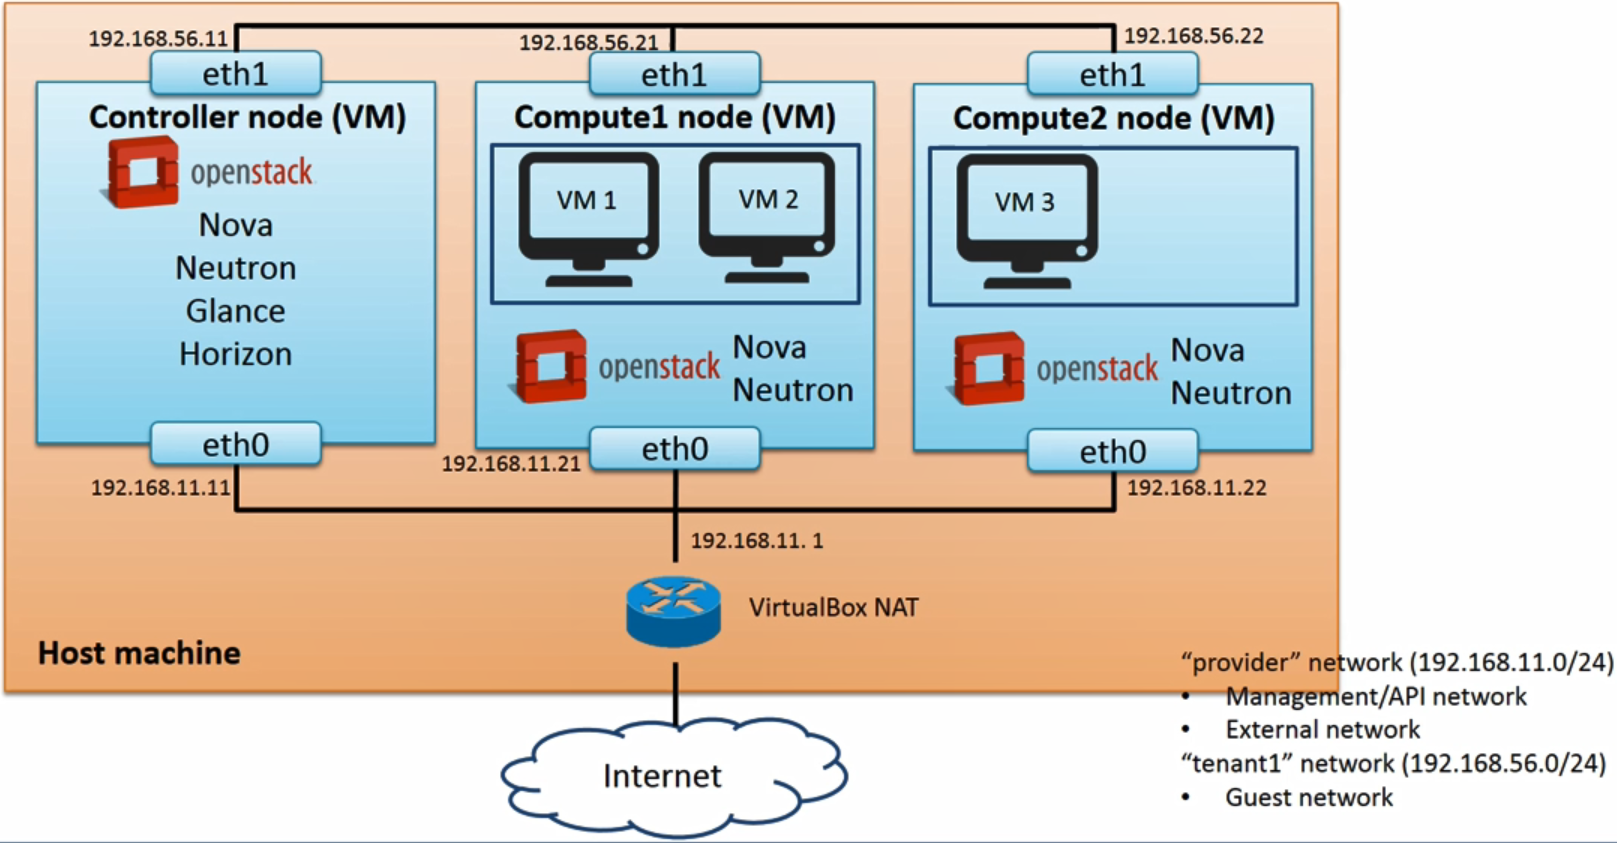 192.168.56.11
192.168.56.21
192.168.56.22
eth1
eth1
eth1
Controller node (VM)
Compute1 node (VM)
Compute2 node (VM)
openstack
VM 1
VM 2
VM 3
Nova
Neutron
Glance
Horizon
openstack
Nova
Neutron
openstack
Nova
Neutron
eth0
eth0
eth0
192.168.11.11
192.168.11.21
192.168.11.22
192.168.11. 1
VirtualBox NAT
Host machine
Internet
“provider” network (192.168.11.0/24)
• Management/API network
• External network
“tenant1” network (192.168.56.0/24)
• Guest network